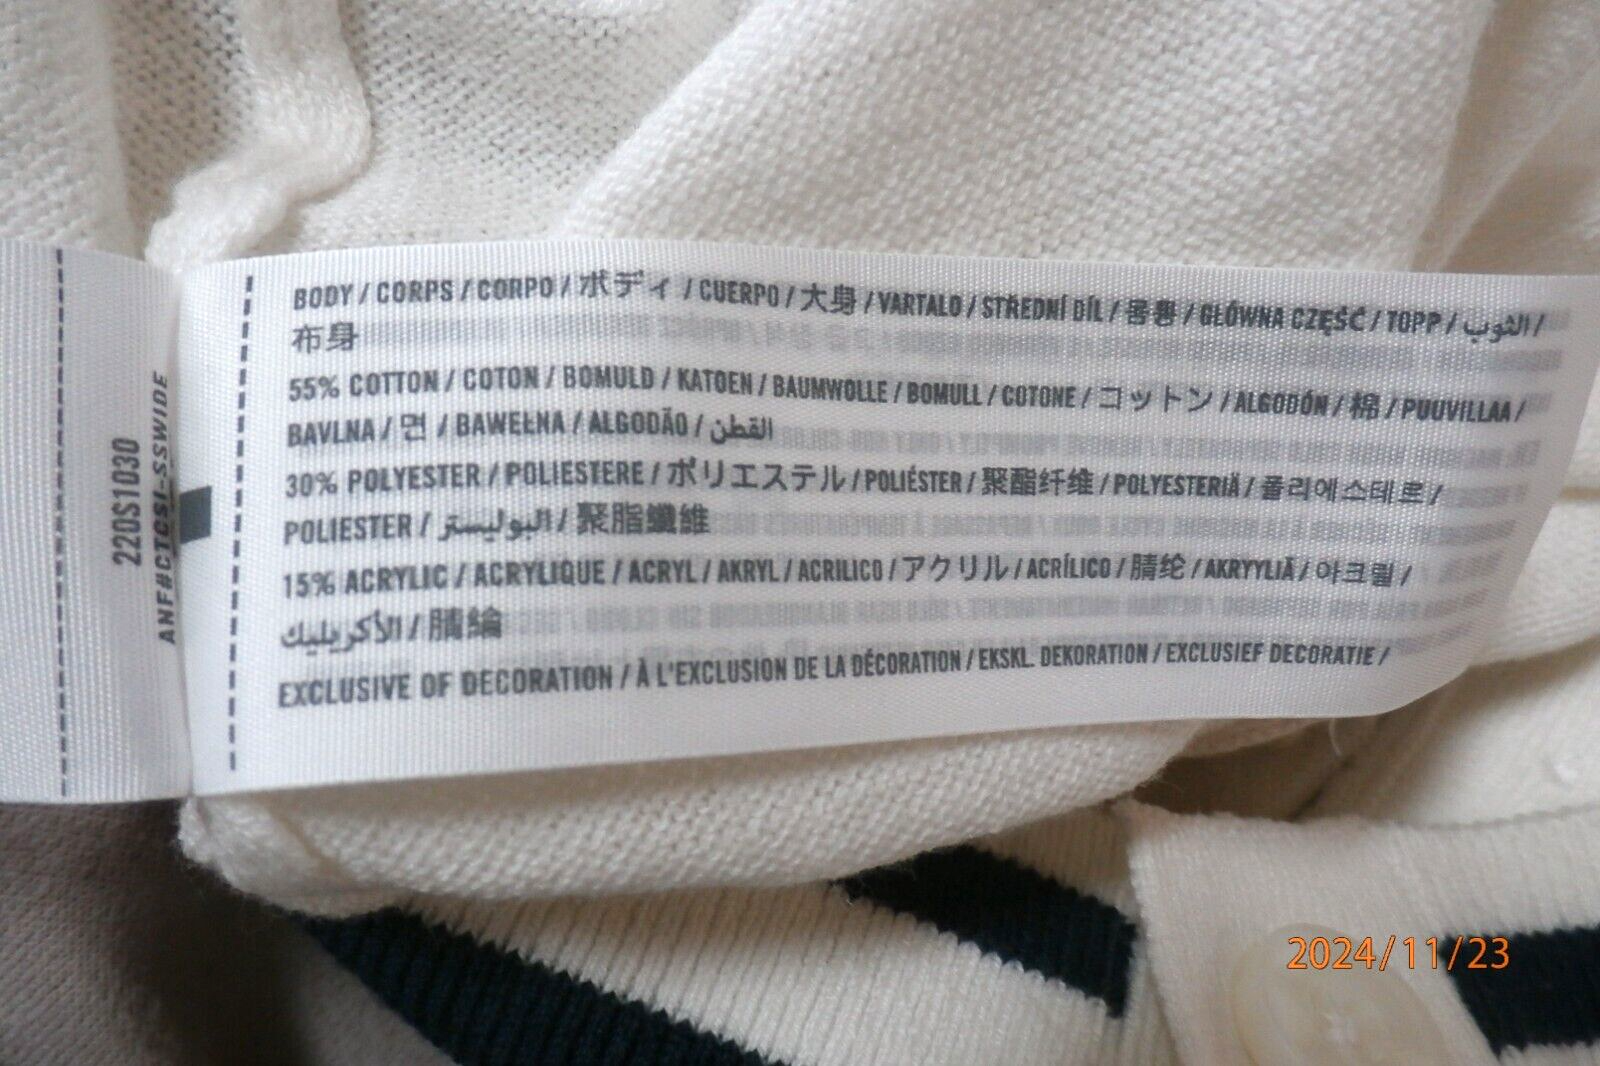 BODY / CORPS / CORPO / ボディ / CUERPO / 大身 / VARTALO / STŘEDNÍ DÍL / 몸통 / GŁÓWNA CZĘŚĆ / TOPP / الثوب /
布身
55% COTTON / COTON / BOMULD / KATOEN / BAUMWOLLE / BOMULL / COTONE / コットン / ALGODÓN / 棉 / PUUVILLAA /
BAVLNA / 면 / BAWEŁNA / ALGODÃO / القطن
30% POLYESTER / POLIESTERE / ポリエステル / POLIÉSTER / 聚酯纤维 / POLYESTERIÄ / 폴리에스테르 /
POLIESTER / البوليستر / 聚脂纖維
15% ACRYLIC / ACRYLIQUE / ACRYL / AKRYL / ACRILICO / アクリル / ACRÍLICO / 腈纶 / AKRYYLIÄ / 아크릴 /
الأكريليك / 腈綸
EXCLUSIVE OF DECORATION / À L'EXCLUSION DE LA DÉCORATION / EKSKL. DEKORATION / EXCLUSIEF DECORATIE /
220S1030
ANF#CTCSI-SSWIDE
2024/11/23